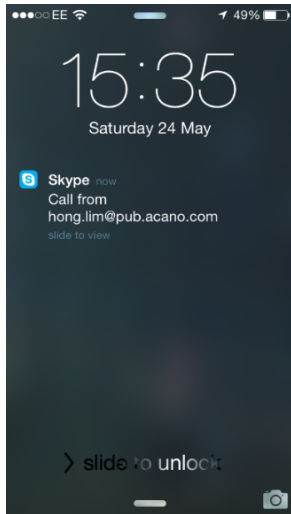 EE 49%
15:35
Saturday 24 May
Skype now
Call from
hong.lim@pub.acano.com
slide to view
slide to unlock